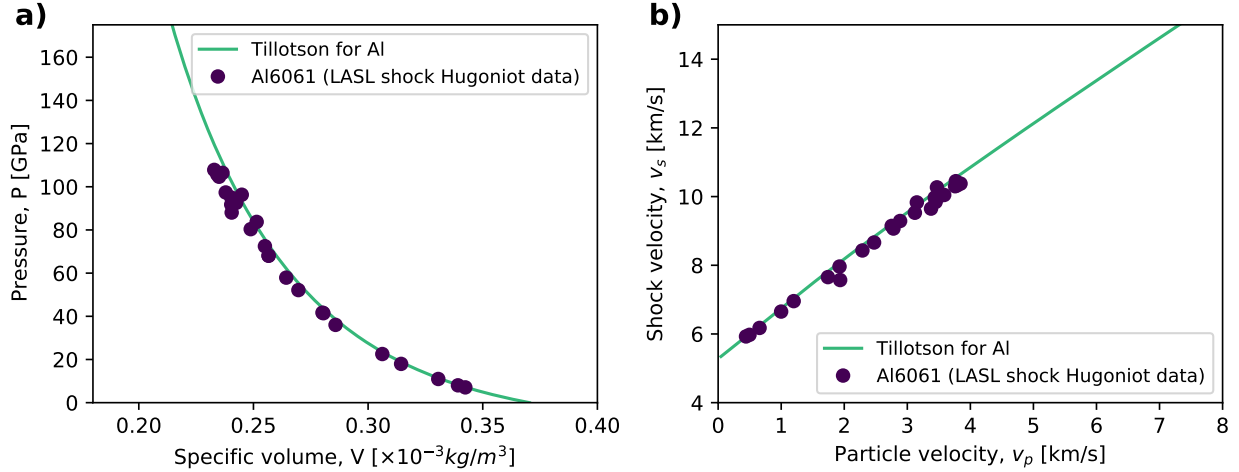 a)
Pressure, P [GPa]
160
140
120
100
80
60
40
20
0
Tillotson for Al
Al6061 (LASL shock Hugoniot data)
0.20 0.25 0.30 0.35 0.40
Specific volume, V [×10⁻³kg/m³]
b)
Shock velocity, vₛ [km/s]
14
12
10
8
6
4
Tillotson for Al
Al6061 (LASL shock Hugoniot data)
0 1 2 3 4 5 6 7 8
Particle velocity, vₚ [km/s]